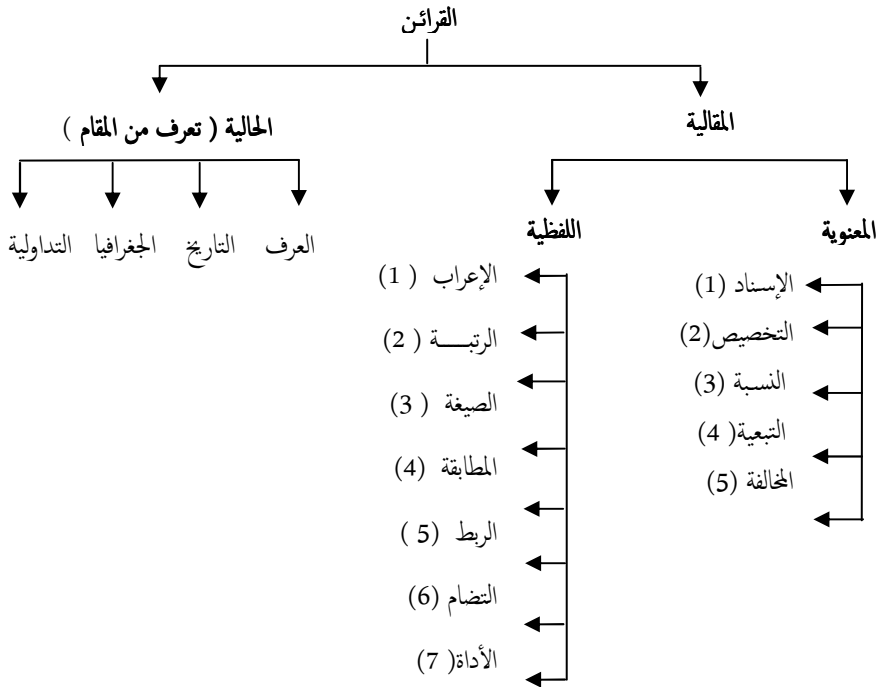 القرائن
المقالية
الحالية ( تعرف من المقام )
المعنوية
اللفظية
العرف
التاريخ
الجغرافيا
التداولية
الإسناد (1)
التخصيص(2)
النسبة (3)
التبعية( 4)
المخالفة (5)
الإعراب ( 1)
الرتبـــــة ( 2)
الصيغة ( 3)
المطابقة (4)
الربط (5 )
التضام (6)
الأداة( 7)